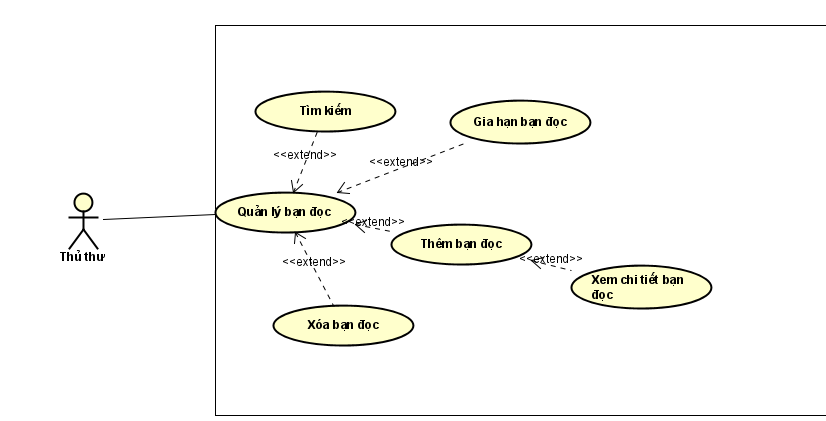 Tìm kiếm
Gia hạn bạn đọc
<<extend>>
<<extend>>
Quản lý bạn đọc
<<extend>>
Thêm bạn đọc
Thủ thư
<<extend>>
<<extend>>
Xem chi tiết bạn
đọc
Xóa bạn đọc